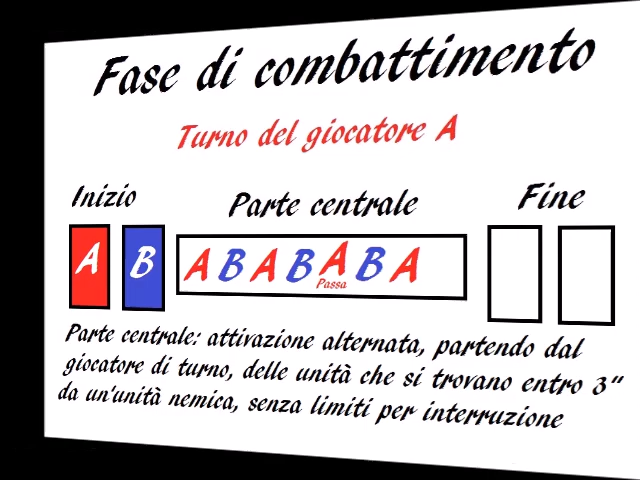 Fase di combattimento
Turno del giocatore A
Inizio
Parte centrale
Fine
A
B
A B A B A B A
Passa
Parte centrale: attivazione alternata, partendo dal
giocatore di turno, delle unità che si trovano entro 3"
da un'unità nemica, senza limiti per interruzione